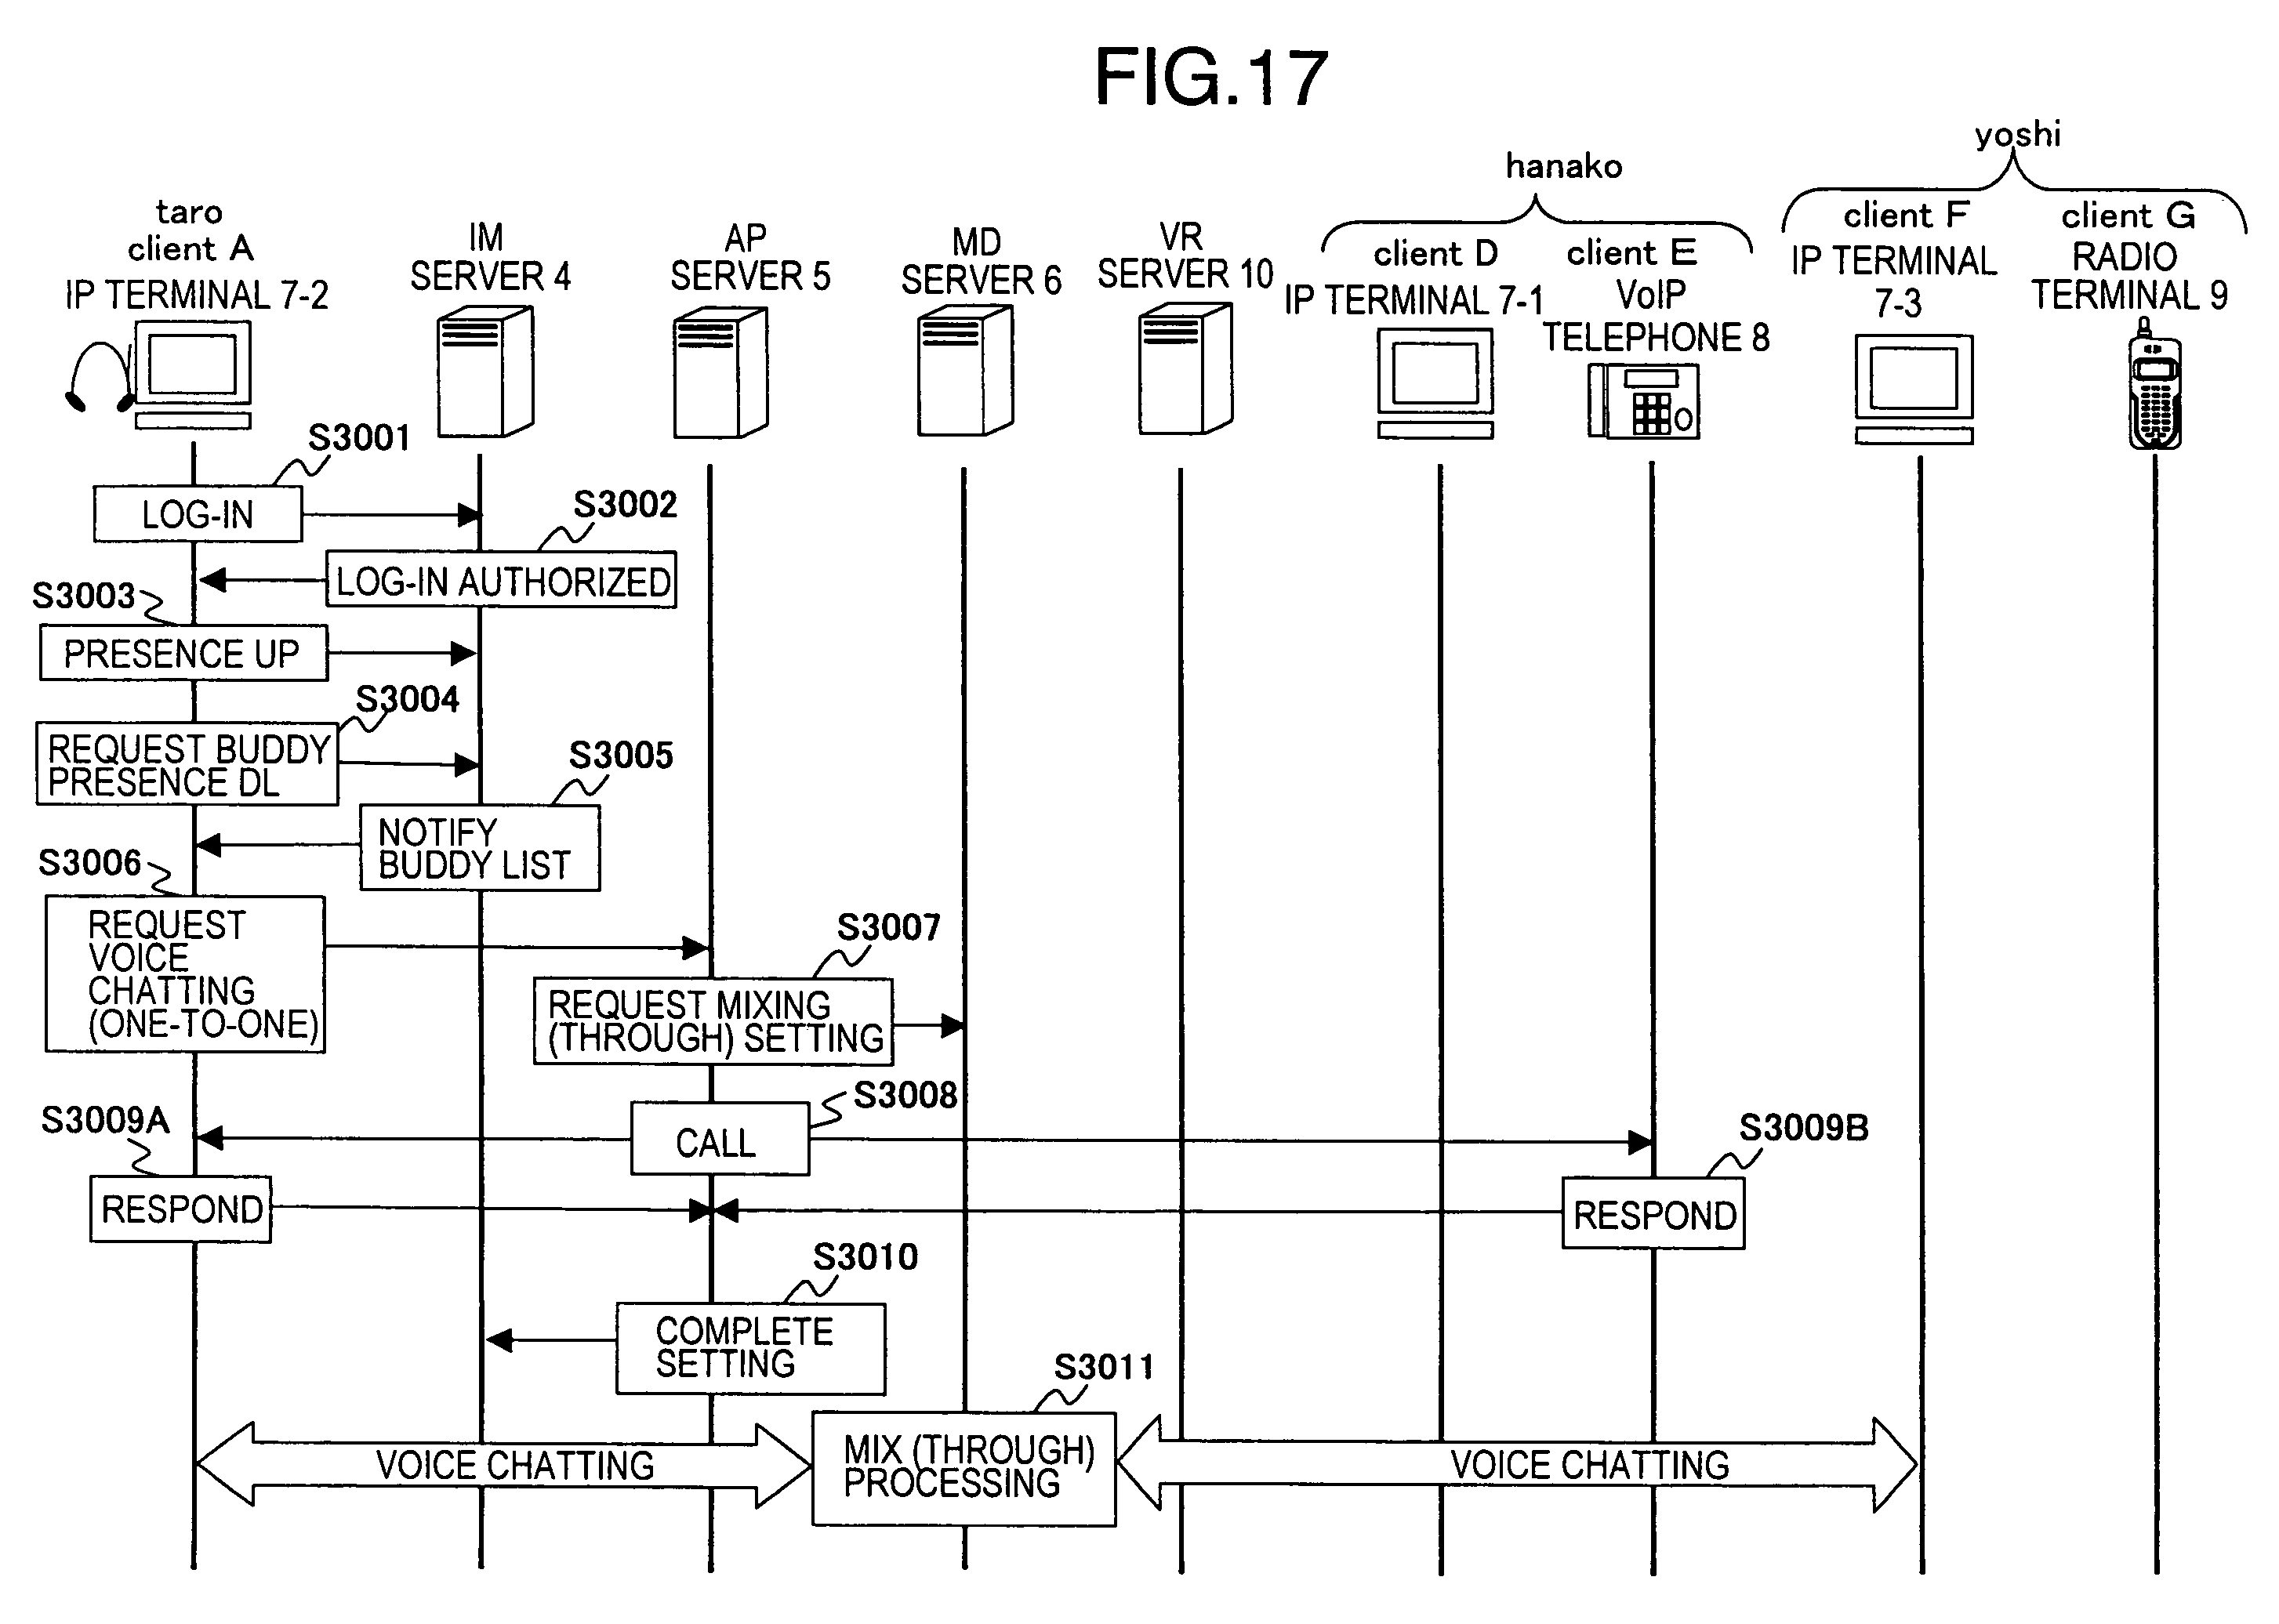 FIG.17
taro
client A
IP TERMINAL 7-2
IM
SERVER 4
AP
SERVER 5
MD
SERVER 6
VR
SERVER 10
hanako
client D
IP TERMINAL 7-1
client E
VoIP
TELEPHONE 8
yoshi
client F
IP TERMINAL
7-3
client G
RADIO
TERMINAL 9
S3001
LOG-IN
S3002
LOG-IN AUTHORIZED
S3003
PRESENCE UP
S3004
REQUEST BUDDY
PRESENCE DL
S3005
NOTIFY
BUDDY LIST
S3006
REQUEST
VOICE
CHATTING
(ONE-TO-ONE)
S3007
REQUEST MIXING
(THROUGH) SETTING
S3008
CALL
S3009A
RESPOND
S3009B
RESPOND
S3010
COMPLETE
SETTING
S3011
MIX (THROUGH)
PROCESSING
VOICE CHATTING
VOICE CHATTING